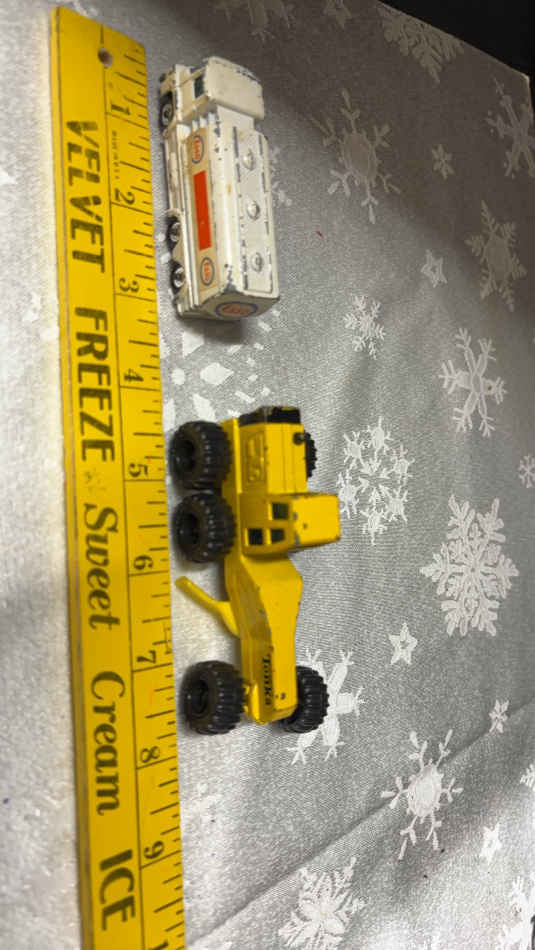 1 2 3 4 5 6 7 8 9
VELVET FREEZE Sweet Cream ICE
Tonka